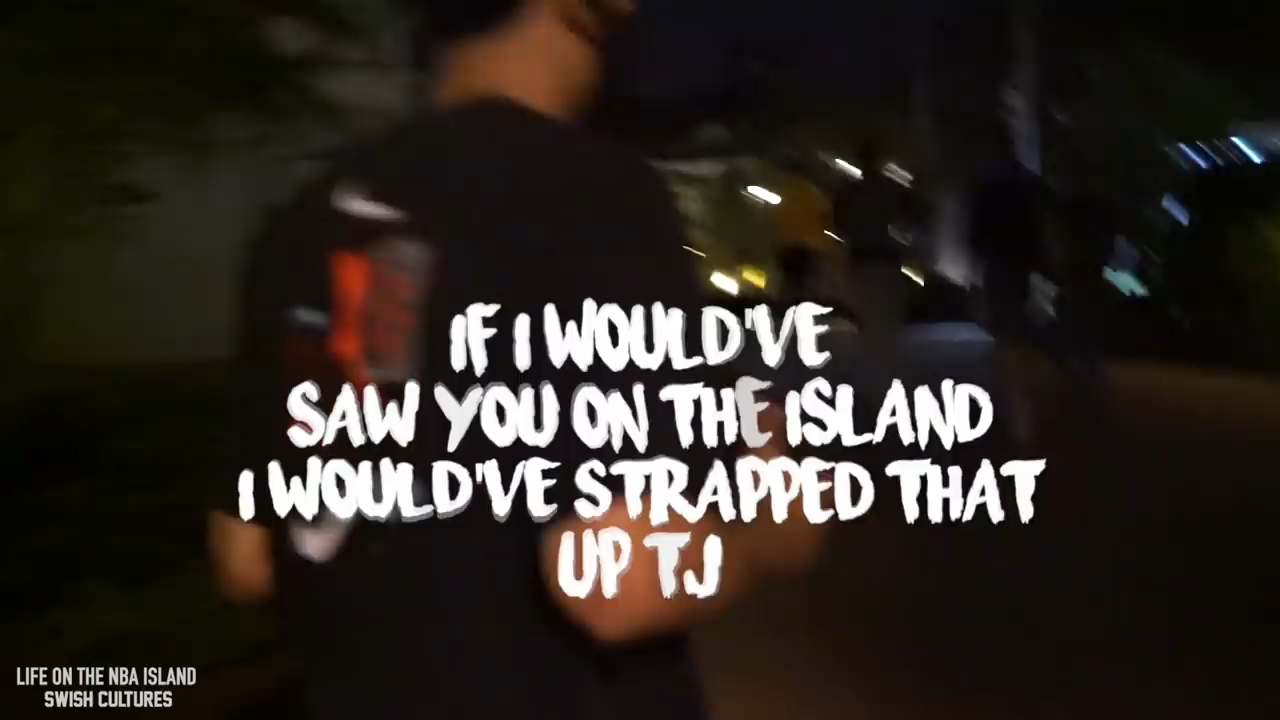 IF I WOULD'VE
SAW YOU ON THE ISLAND
I WOULD'VE STRAPPED THAT
UP TJ
LIFE ON THE NBA ISLAND
SWISH CULTURES